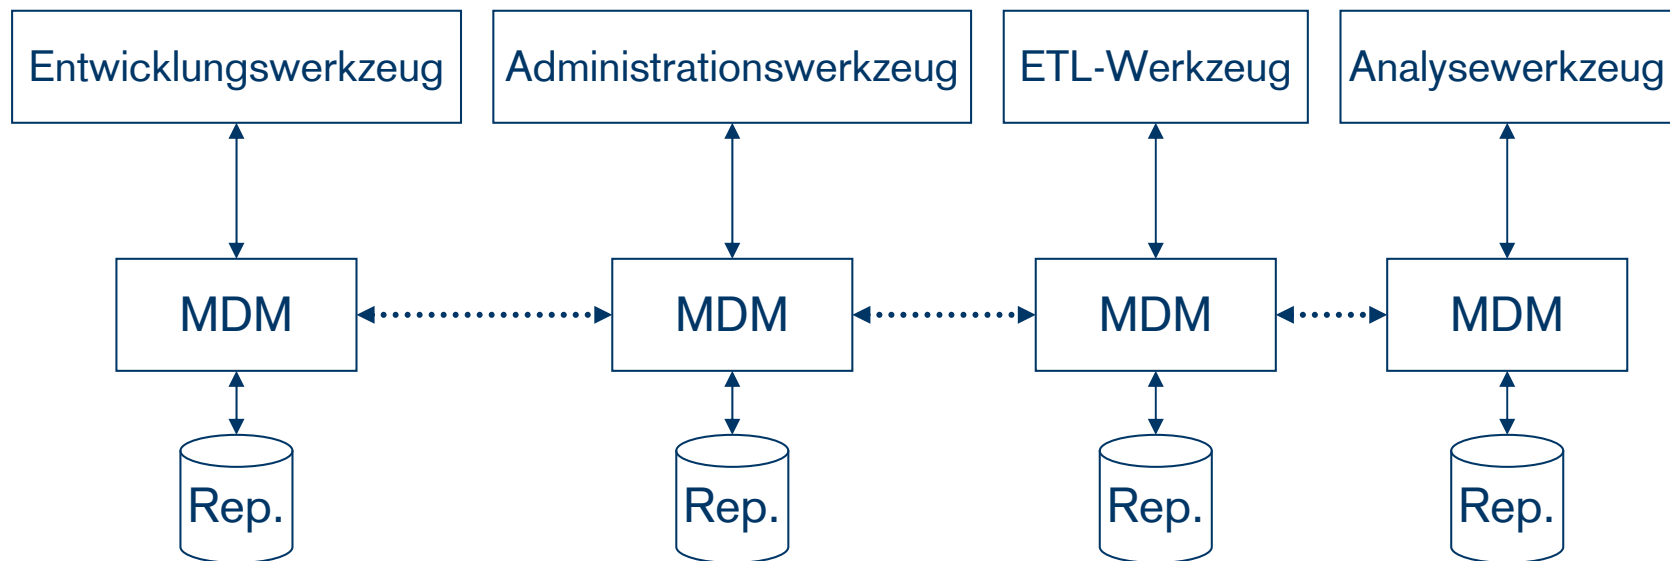 Entwicklungswerkzeug
Administrationswerkzeug
ETL-Werkzeug
Analysewerkzeug
MDM
MDM
MDM
MDM
Rep.
Rep.
Rep.
Rep.